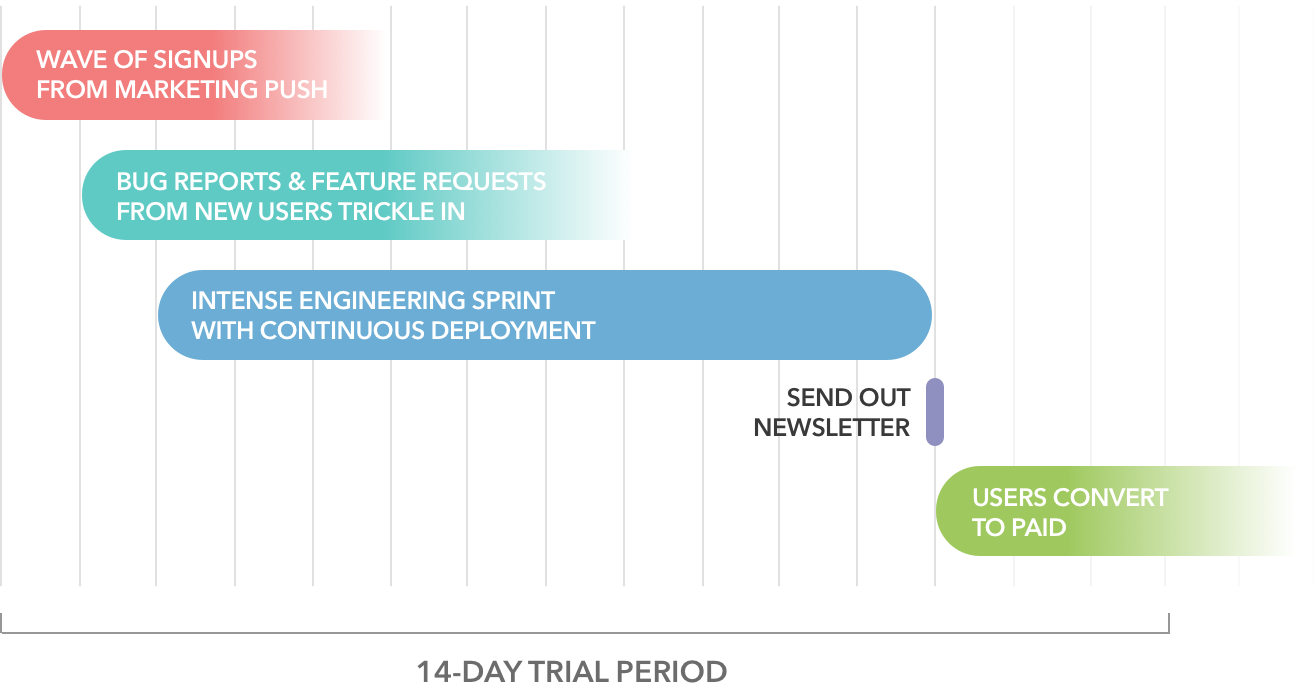 WAVE OF SIGNUPS
FROM MARKETING PUSH
BUG REPORTS & FEATURE REQUESTS
FROM NEW USERS TRICKLE IN
INTENSE ENGINEERING SPRINT
WITH CONTINUOUS DEPLOYMENT
SEND OUT
NEWSLETTER
USERS CONVERT
TO PAID
14-DAY TRIAL PERIOD